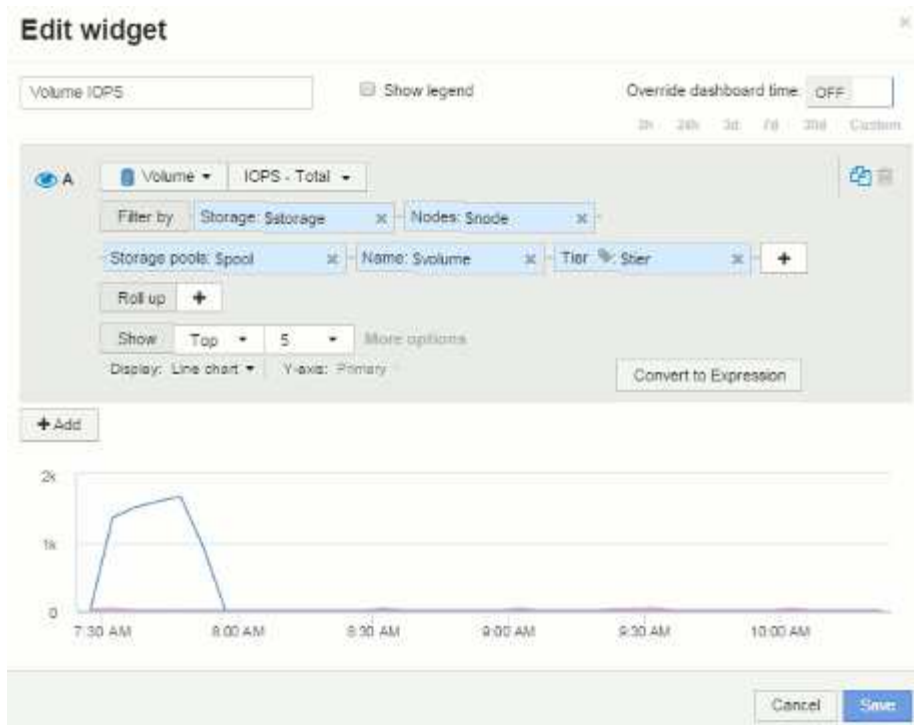 Edit widget
Volume IOPS
Show legend
Override dashboard time: OFF
3h 24h 3d 7d 30d Custom
A Volume IOPS - Total
Filter by Storage: $storage Nodes: $node
Storage pools: $pool Name: $volume Tier $tier +
Roll up +
Show Top 5 More options
Display: Line chart Y-axis: Primary
Convert to Expression
+ Add
2k
1k
0
7:30 AM 8:00 AM 8:30 AM 9:00 AM 9:30 AM 10:00 AM
Cancel Save